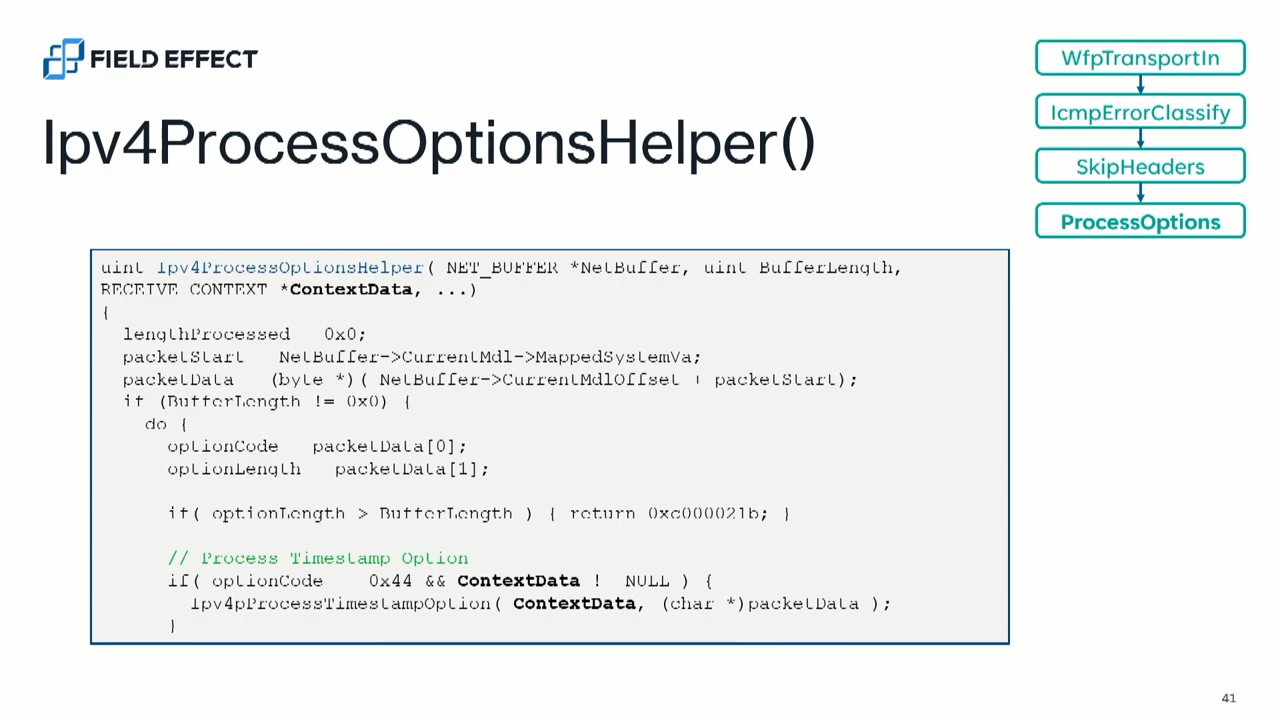 FIELD EFFECT
WfpTransportIn
IcmpErrorClassify
SkipHeaders
ProcessOptions
Ipv4ProcessOptionsHelper()
uint Ipv4ProcessOptionsHelper( NET_BUFFER *NetBuffer, uint BufferLength,
RECEIVE CONTEXT *ContextData, ...)
{
lengthProcessed 0x0;
packetStart NetBuffer->CurrentMdl->MappedSystemVa;
packetData (byte *)( NetBuffer->CurrentMdlOffset + packetStart);
if (BufferLength != 0x0) {
do {
optionCode packetData[0];
optionLength packetData[1];
if( optionLength > BufferLength ) { return 0xc000021b; }
// Process Timestamp Option
if( optionCode 0x44 && ContextData ! NULL ) {
Ipv4pProcessTimestampOption( ContextData, (char *)packetData );
}
41